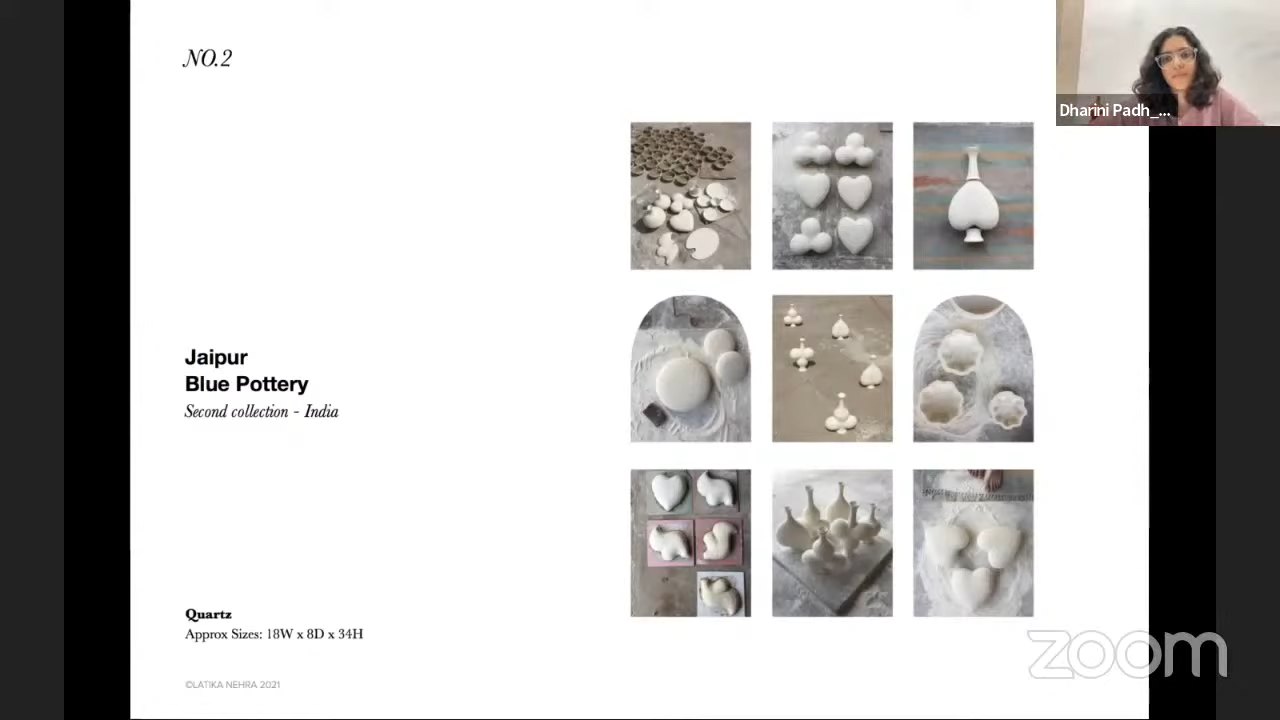 NO.2
Dharini Padh_...
Jaipur
Blue Pottery
Second collection - India
Quartz
Approx Sizes: 18W x 8D x 34H
©LATIKA NEHRA 2021
zoom